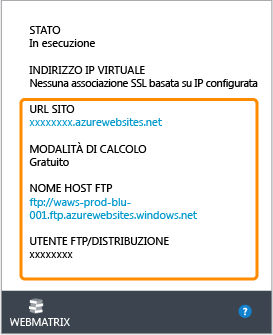 STATO
In esecuzione
INDIRIZZO IP VIRTUALE
Nessuna associazione SSL basata su IP configurata
URL SITO
xxxxxxxx.azurewebsites.net
MODALITÀ DI CALCOLO
Gratuito
NOME HOST FTP
ftp://waws-prod-blu-
001.ftp.azurewebsites.windows.net
UTENTE FTP/DISTRIBUZIONE
xxxxxxxx
WEBMATRIX
?